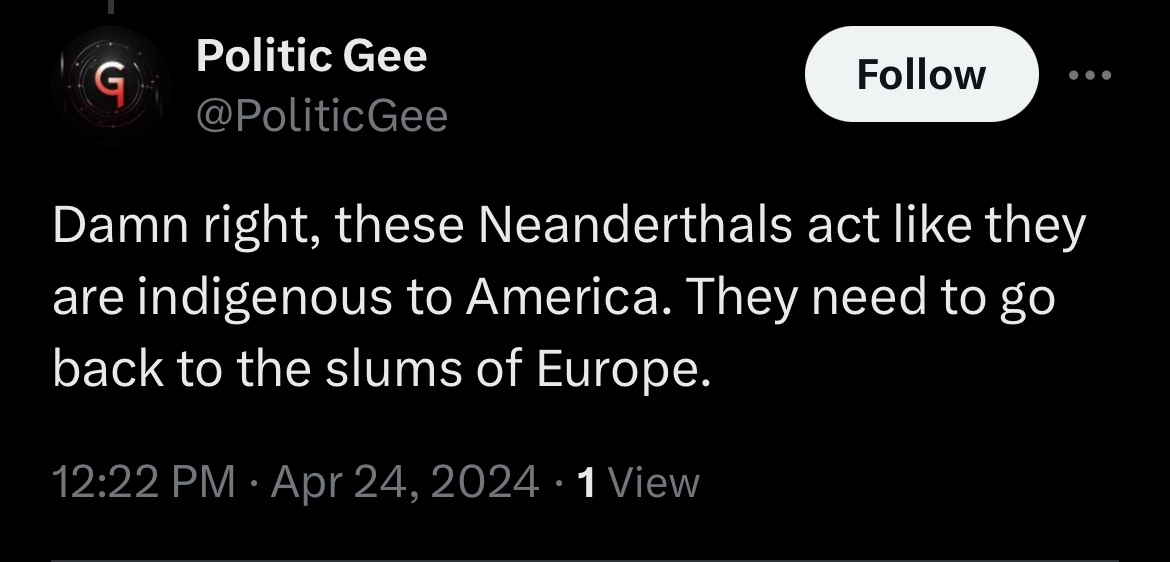 Politic Gee
@PoliticGee
Follow
Damn right, these Neanderthals act like they
are indigenous to America. They need to go
back to the slums of Europe.
12:22 PM · Apr 24, 2024 · 1 View